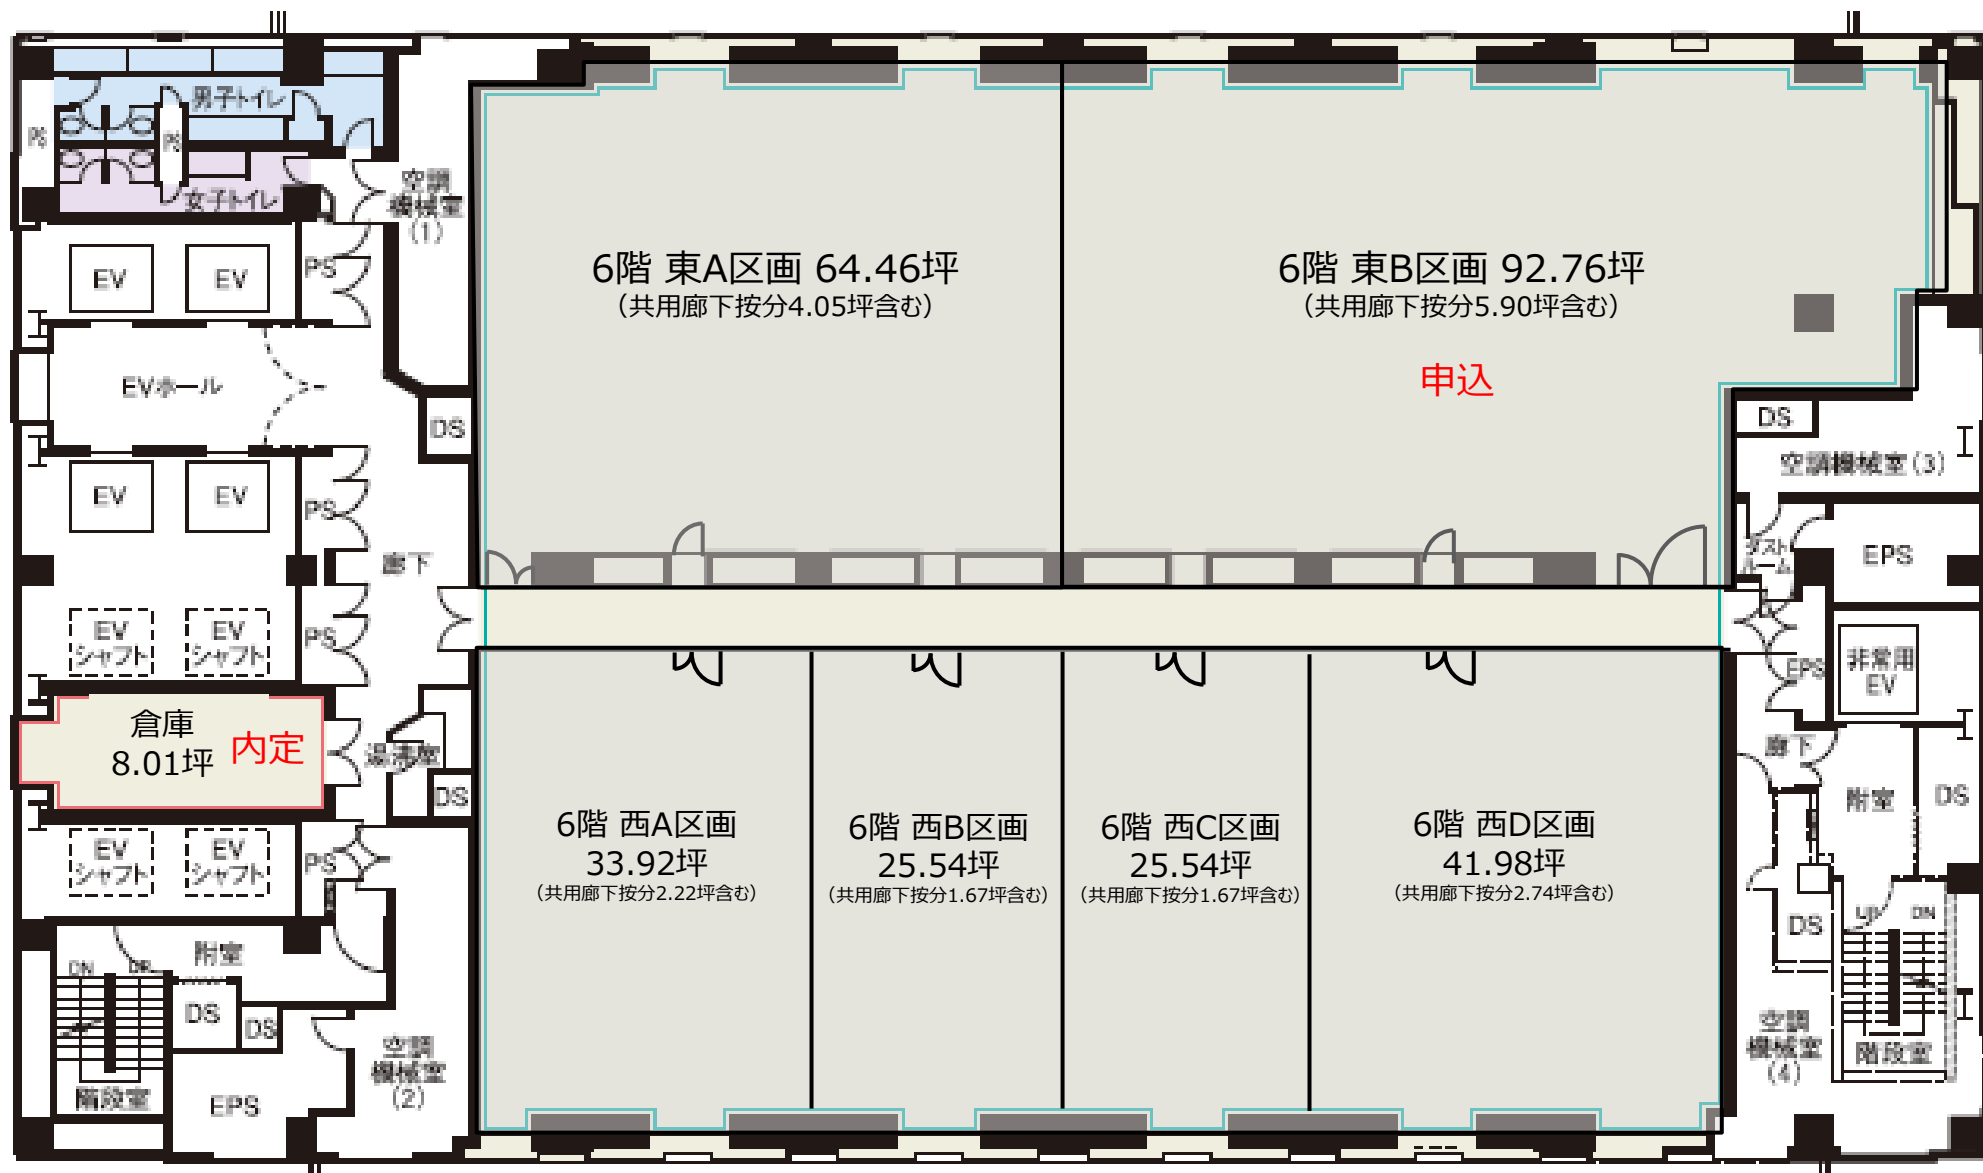 男子トイレ
PS
PS
女子トイレ
空調
機械室
(1)
EV
EV
PS
6階 東A区画 64.46坪
（共用廊下按分4.05坪含む）
6階 東B区画 92.76坪
（共用廊下按分5.90坪含む）
申込
EVホール
DS
DS
空調機械室(3)
EV
EV
PS
廊下
ダスト
ルーム
EPS
EV
シャフト
EV
シャフト
PS
EPS
非常用
EV
倉庫
8.01坪
内定
湯沸室
DS
廊下
附室
DS
EV
シャフト
EV
シャフト
PS
6階 西A区画
33.92坪
（共用廊下按分2.22坪含む）
6階 西B区画
25.54坪
（共用廊下按分1.67坪含む）
6階 西C区画
25.54坪
（共用廊下按分1.67坪含む）
6階 西D区画
41.98坪
（共用廊下按分2.74坪含む）
DS
UP
DN
附室
DN
DS
DS
階段室
EPS
空調
機械室
(2)
空調
機械室
(4)
階段室